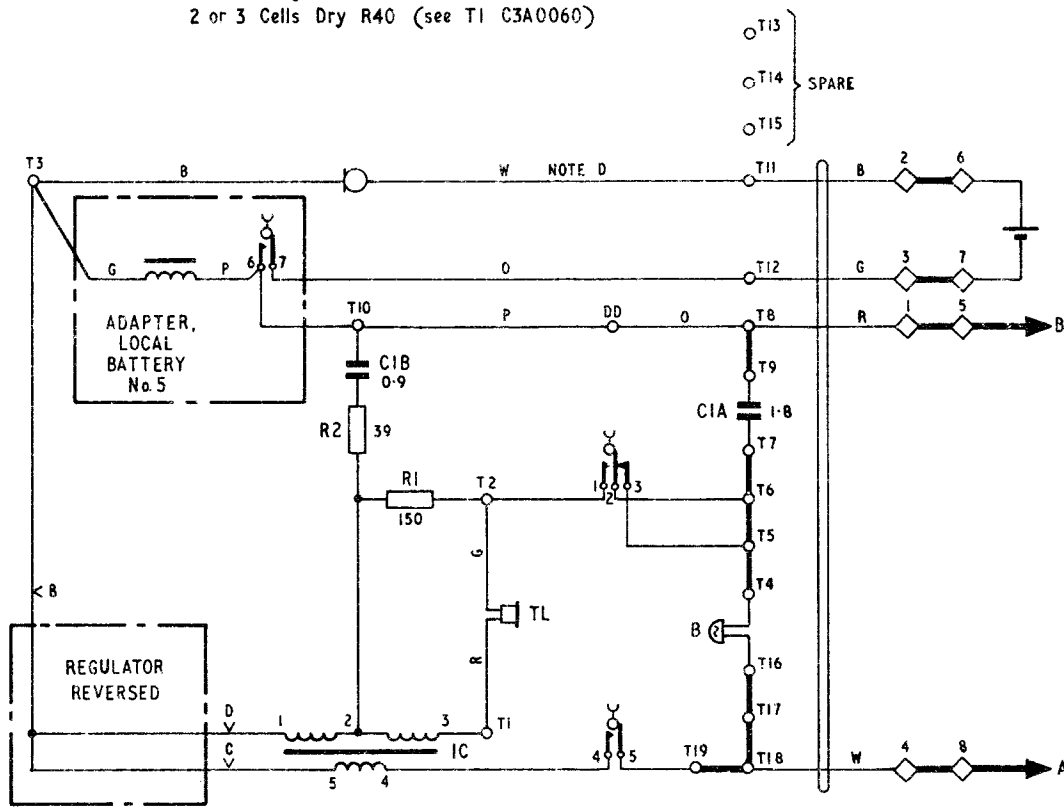 2 or 3 Cells Dry R40 (see TI C3A0060)
T13
T14
T15
SPARE
T3
B
W
NOTE D
T11
B
2
6
G
P
6
7
O
T12
G
3
7
ADAPTER,
LOCAL
BATTERY
No. 5
T10
P
DD
O
T8
R
1
5
B
C1B
0·9
T9
C1A
1·8
R2
39
T7
R1
150
T2
1
2
3
T6
T5
G
T4
B
TL
B
R
T16
REGULATOR
REVERSED
T17
D
1
2
3
T1
C
IC
5
4
4
5
T19
T18
W
4
8
A